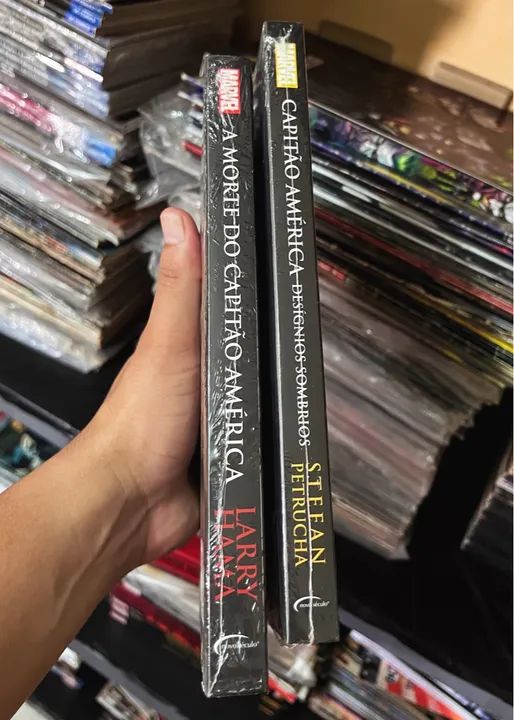 MARVEL
A MORTE DO CAPITÃO AMÉRICA
LARRY
HAMA
novo século
MARVEL
CAPITÃO AMÉRICA DESÍGNIOS SOMBRIOS
STEFAN
PETRUCHA
novo século